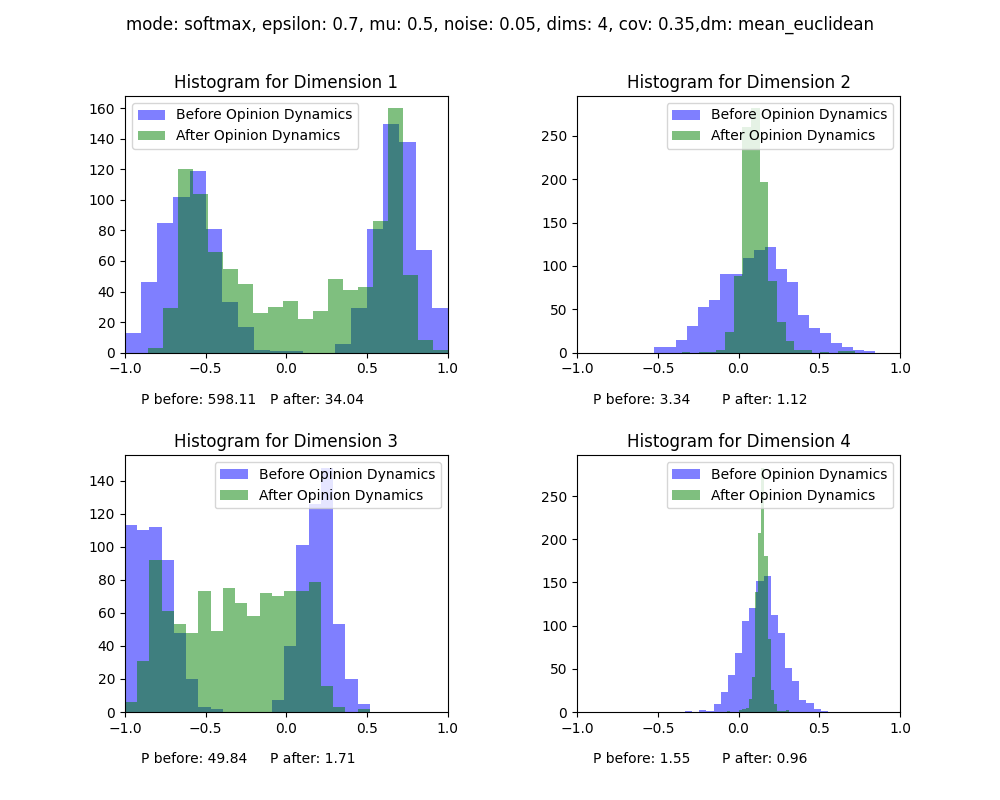 mode: softmax, epsilon: 0.7, mu: 0.5, noise: 0.05, dims: 4, cov: 0.35,dm: mean_euclidean
Histogram for Dimension 1
Before Opinion Dynamics
After Opinion Dynamics
160
140
120
100
80
60
40
20
0
−1.0 −0.5 0.0 0.5 1.0
P before: 598.11 P after: 34.04
Histogram for Dimension 2
Before Opinion Dynamics
After Opinion Dynamics
250
200
150
100
50
0
−1.0 −0.5 0.0 0.5 1.0
P before: 3.34 P after: 1.12
Histogram for Dimension 3
Before Opinion Dynamics
After Opinion Dynamics
140
120
100
80
60
40
20
0
−1.0 −0.5 0.0 0.5 1.0
P before: 49.84 P after: 1.71
Histogram for Dimension 4
Before Opinion Dynamics
After Opinion Dynamics
250
200
150
100
50
0
−1.0 −0.5 0.0 0.5 1.0
P before: 1.55 P after: 0.96